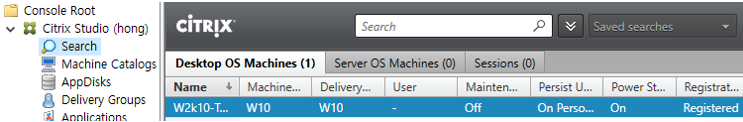 Console Root
Citrix Studio (hong)
Search
Machine Catalogs
AppDisks
Delivery Groups
Applications
CITRIX
Search
Saved searches
Desktop OS Machines (1) Server OS Machines (0) Sessions (0)
Name Machine... Delivery... User Mainten... Persist U... Power St... Registrat...
W2k10-T... W10 W10 - Off On Perso... On Registered